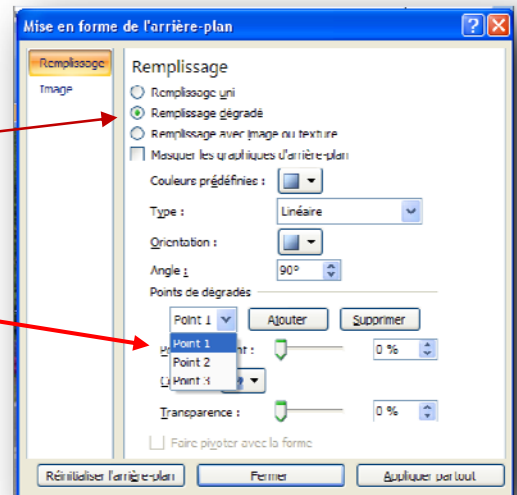 Mise en forme de l'arrière-plan
Remplissage
Image
Remplissage
Remplissage uni
Remplissage dégradé
Remplissage avec image ou texture
Masquer les graphiques d'arrière-plan
Couleurs prédéfinies :
Type : Linéaire
Orientation :
Angle : 90°
Points de dégradés
Point 1 Ajouter Supprimer
Point 1
0 %
Point 2
Point 3
Transparence : 0 %
Faire pivoter avec la forme
Réinitialiser l'arrière-plan Fermer Appliquer partout